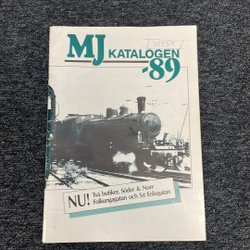 MJ KATALOGEN
-89
NU! Två butiker, Söder & Norr
Folkungagatan och S:t Eriksgatan